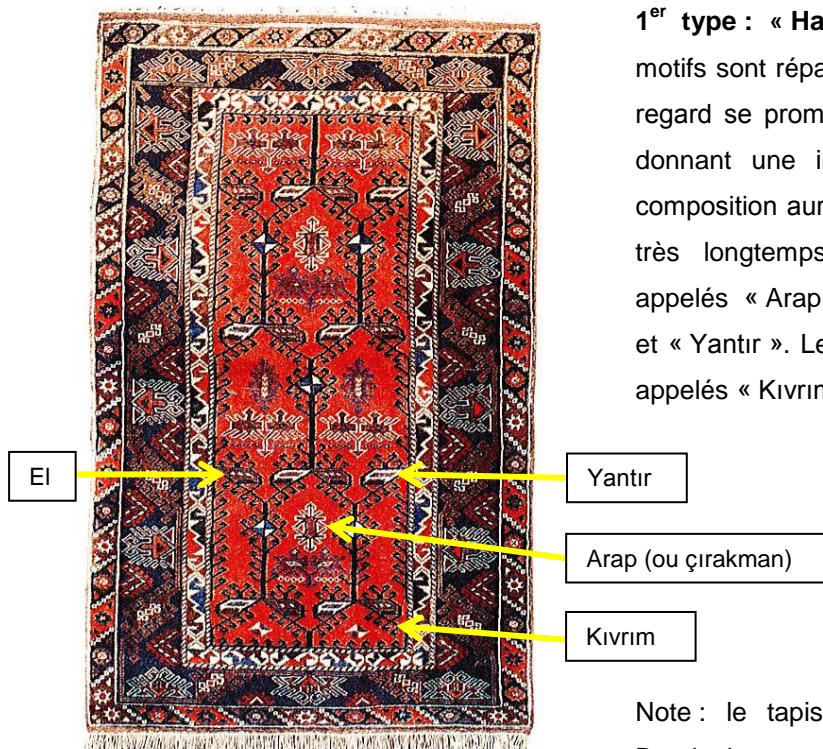 1er type : « Ha
motifs sont répa
regard se prom
donnant une i
composition aur
très longtemps
appelés « Arap
et « Yantır ». Le
appelés « Kıvrım
El
Yantır
Arap (ou çırakman)
Kıvrım
Note : le tapis